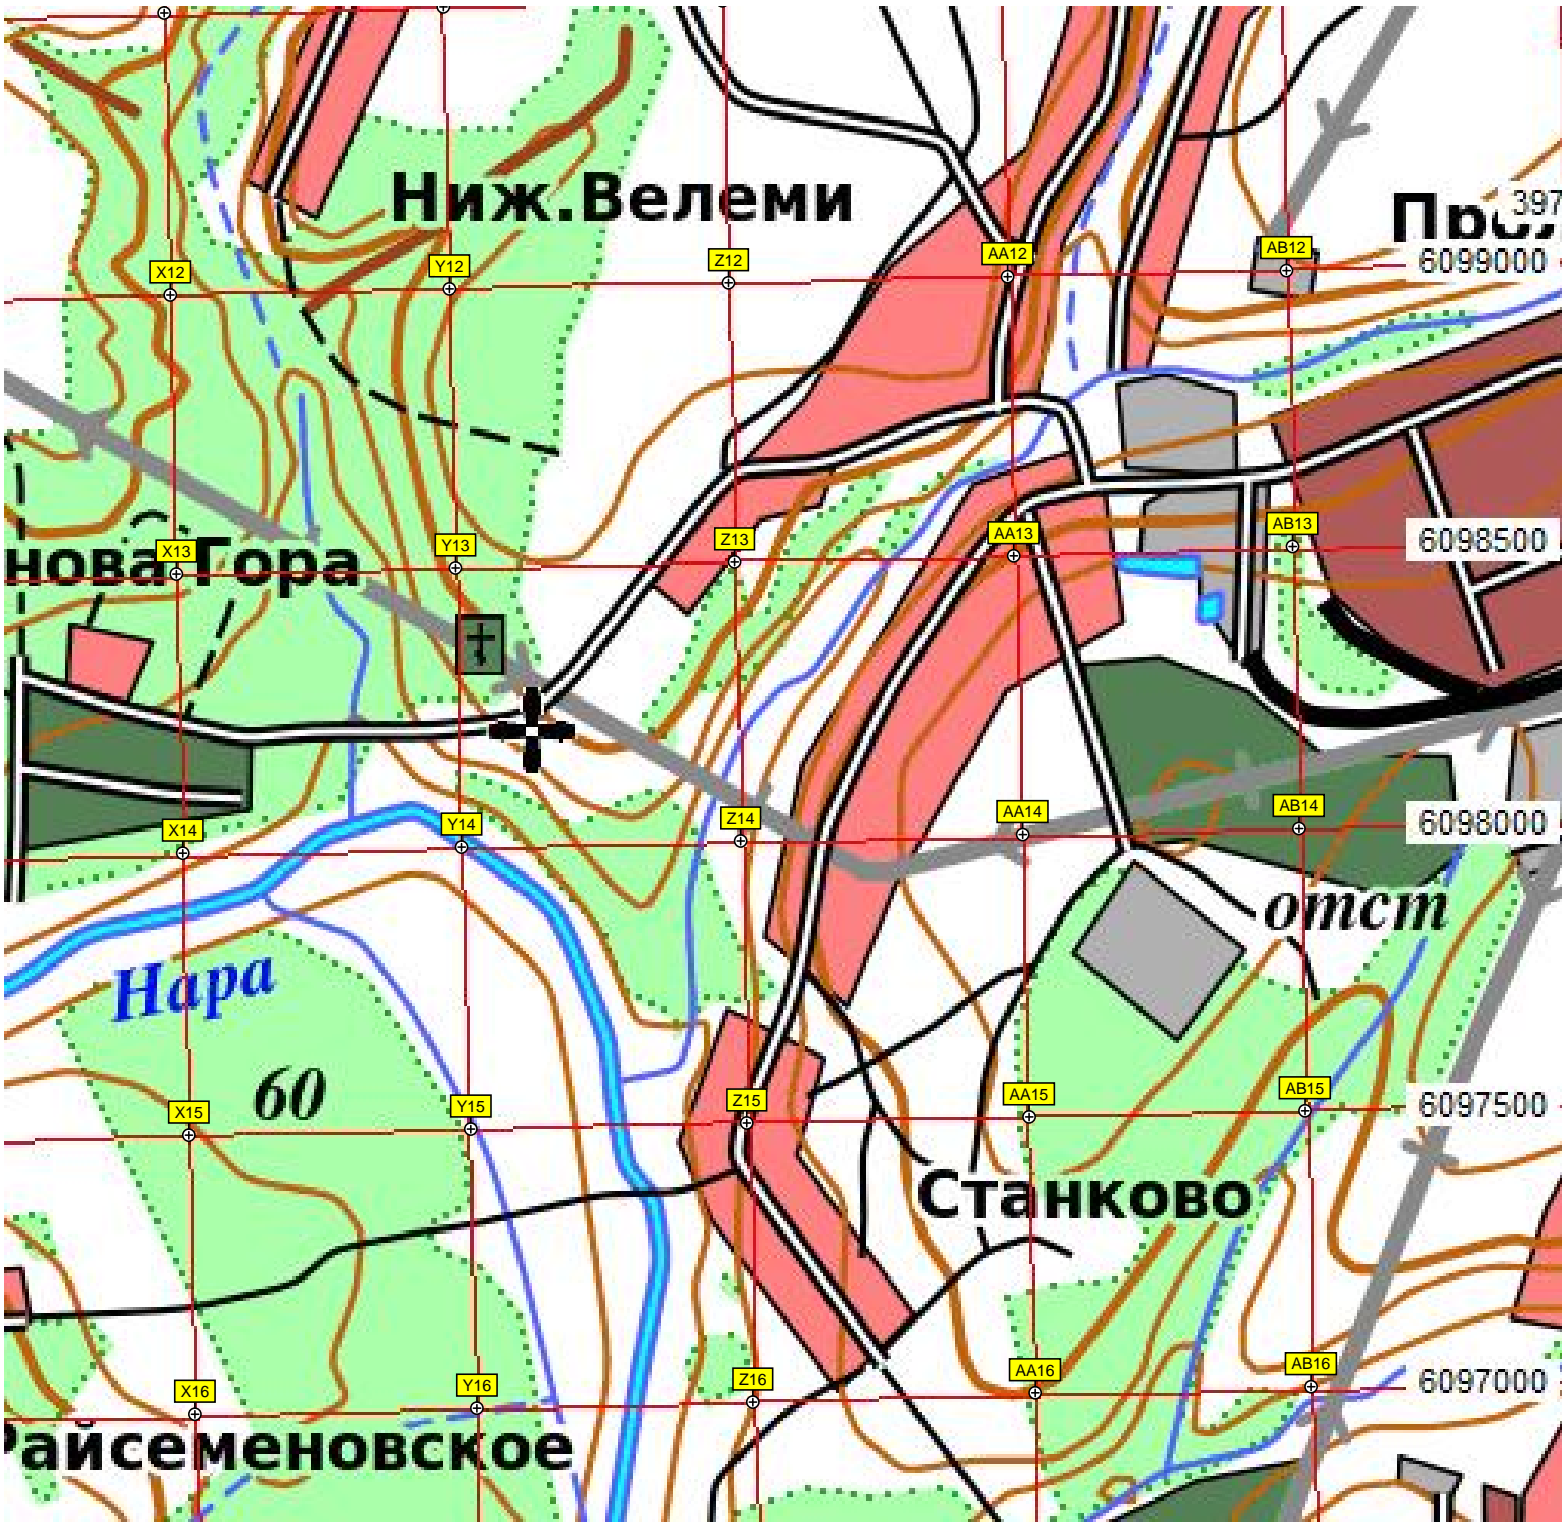 Ниж.Велеми
397
6099000
X12
Y12
Z12
AA12
AB12
6098500
X13
Y13
Z13
AA13
AB13
нова Гора
6098000
X14
Y14
Z14
AA14
AB14
отст
Нара
60
6097500
X15
Y15
Z15
AA15
AB15
Станково
6097000
X16
Y16
Z16
AA16
AB16
Райсеменовское